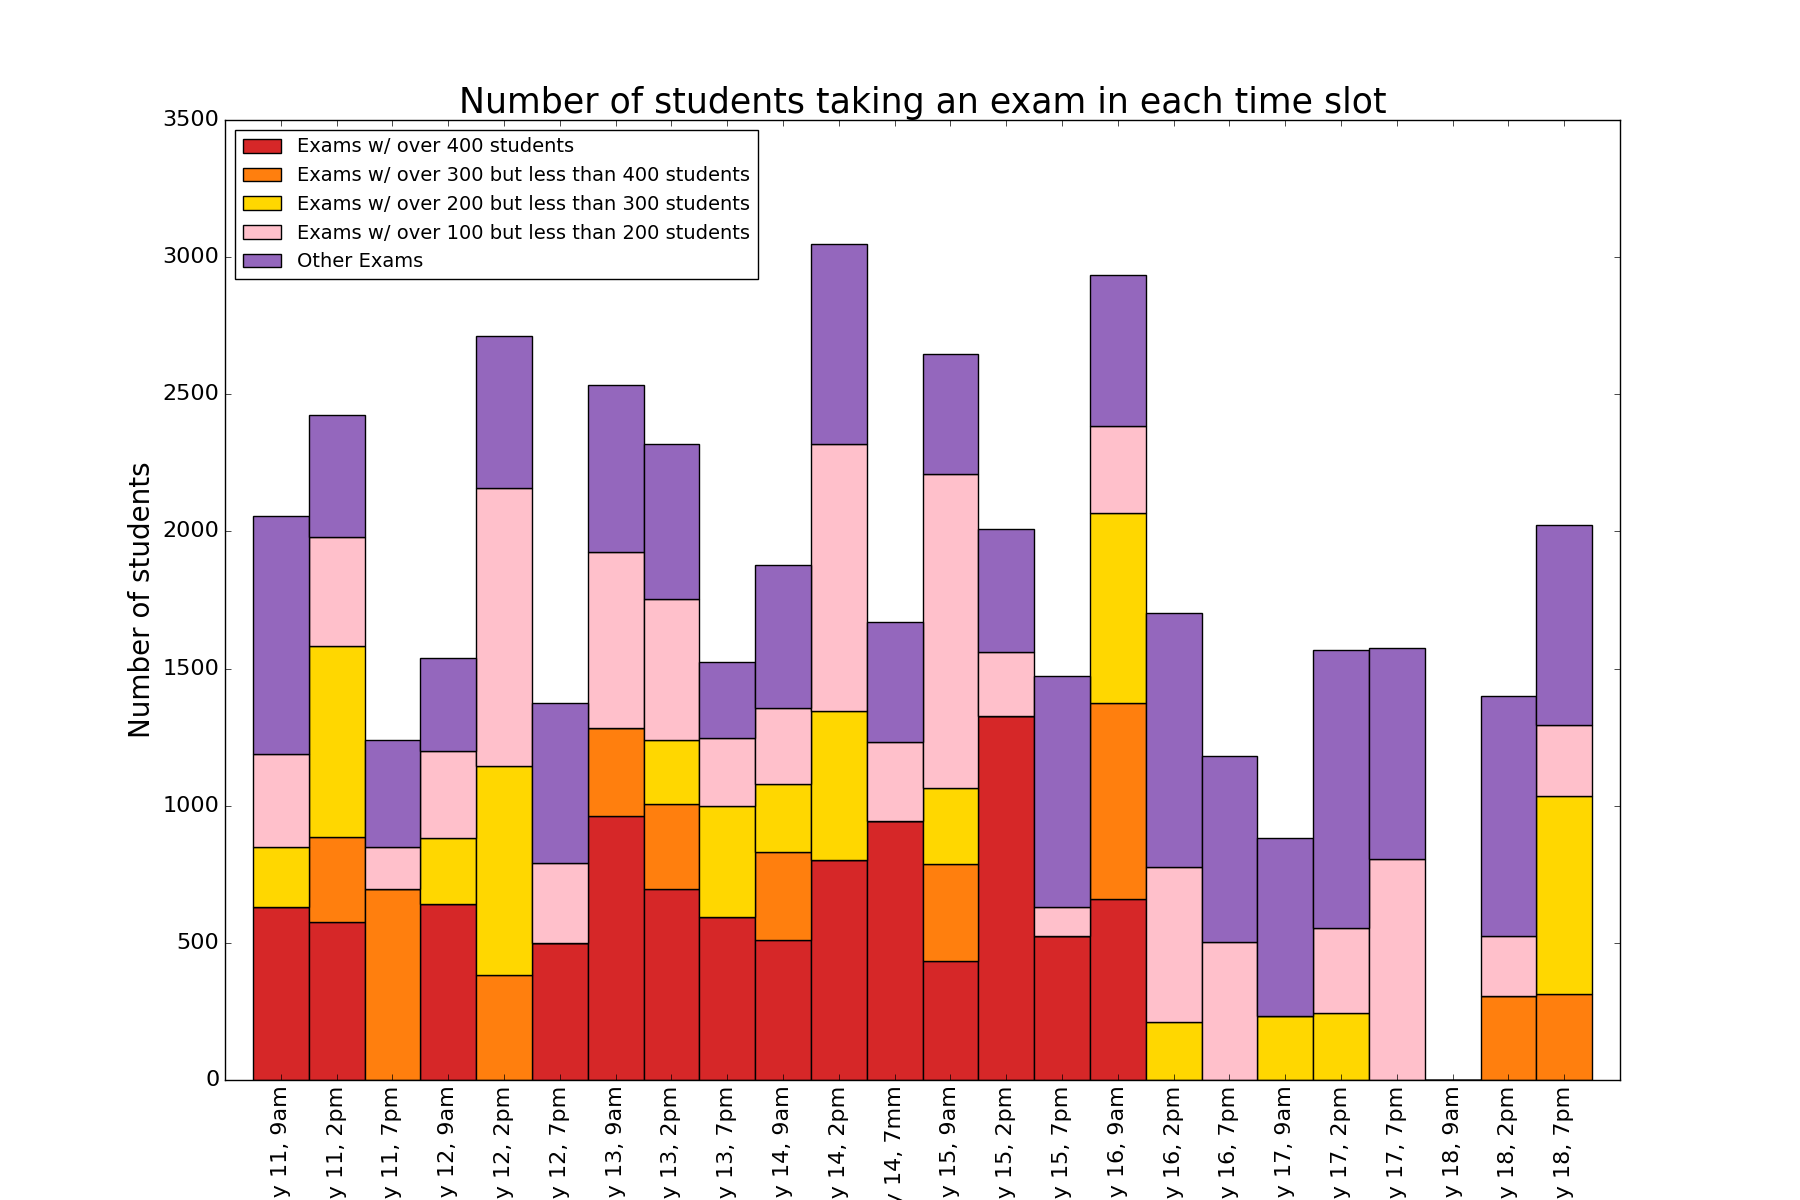 Number of students taking an exam in each time slot
Exams w/ over 400 students
Exams w/ over 300 but less than 400 students
Exams w/ over 200 but less than 300 students
Exams w/ over 100 but less than 200 students
Other Exams
Number of students
3500
3000
2500
2000
1500
1000
500
0
y 11, 9am
y 11, 2pm
y 11, 7pm
y 12, 9am
y 12, 2pm
y 12, 7pm
y 13, 9am
y 13, 2pm
y 13, 7pm
y 14, 9am
y 14, 2pm
y 14, 7mm
y 15, 9am
y 15, 2pm
y 15, 7pm
y 16, 9am
y 16, 2pm
y 16, 7pm
y 17, 9am
y 17, 2pm
y 17, 7pm
y 18, 9am
y 18, 2pm
y 18, 7pm